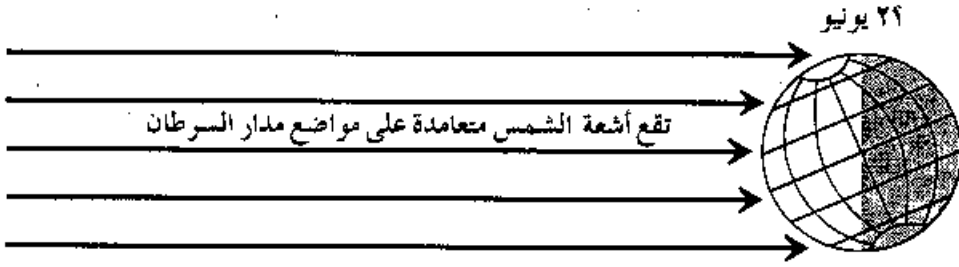 ٢١ يونيو
تقع أشعة الشمس متعامدة على مواضع مدار السرطان